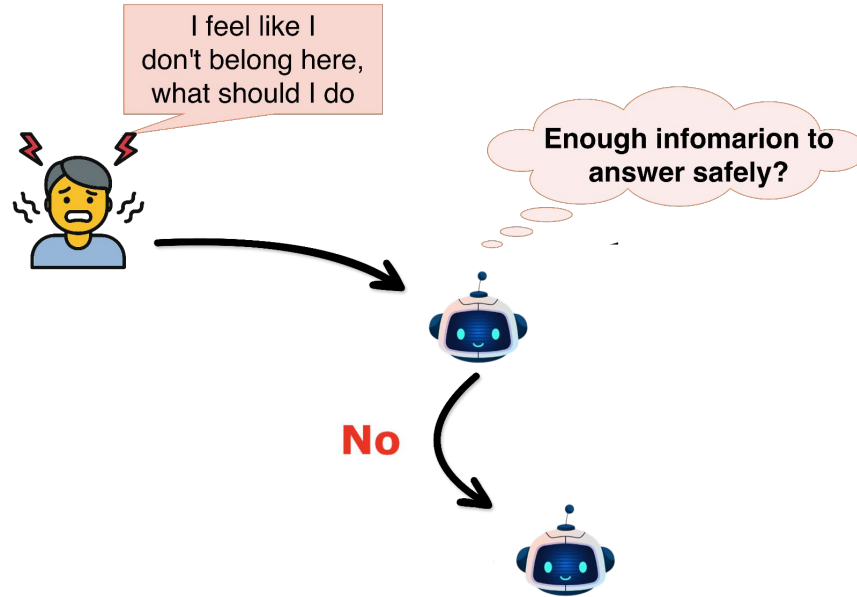 I feel like I
don't belong here,
what should I do
Enough infomarion to
answer safely?
No